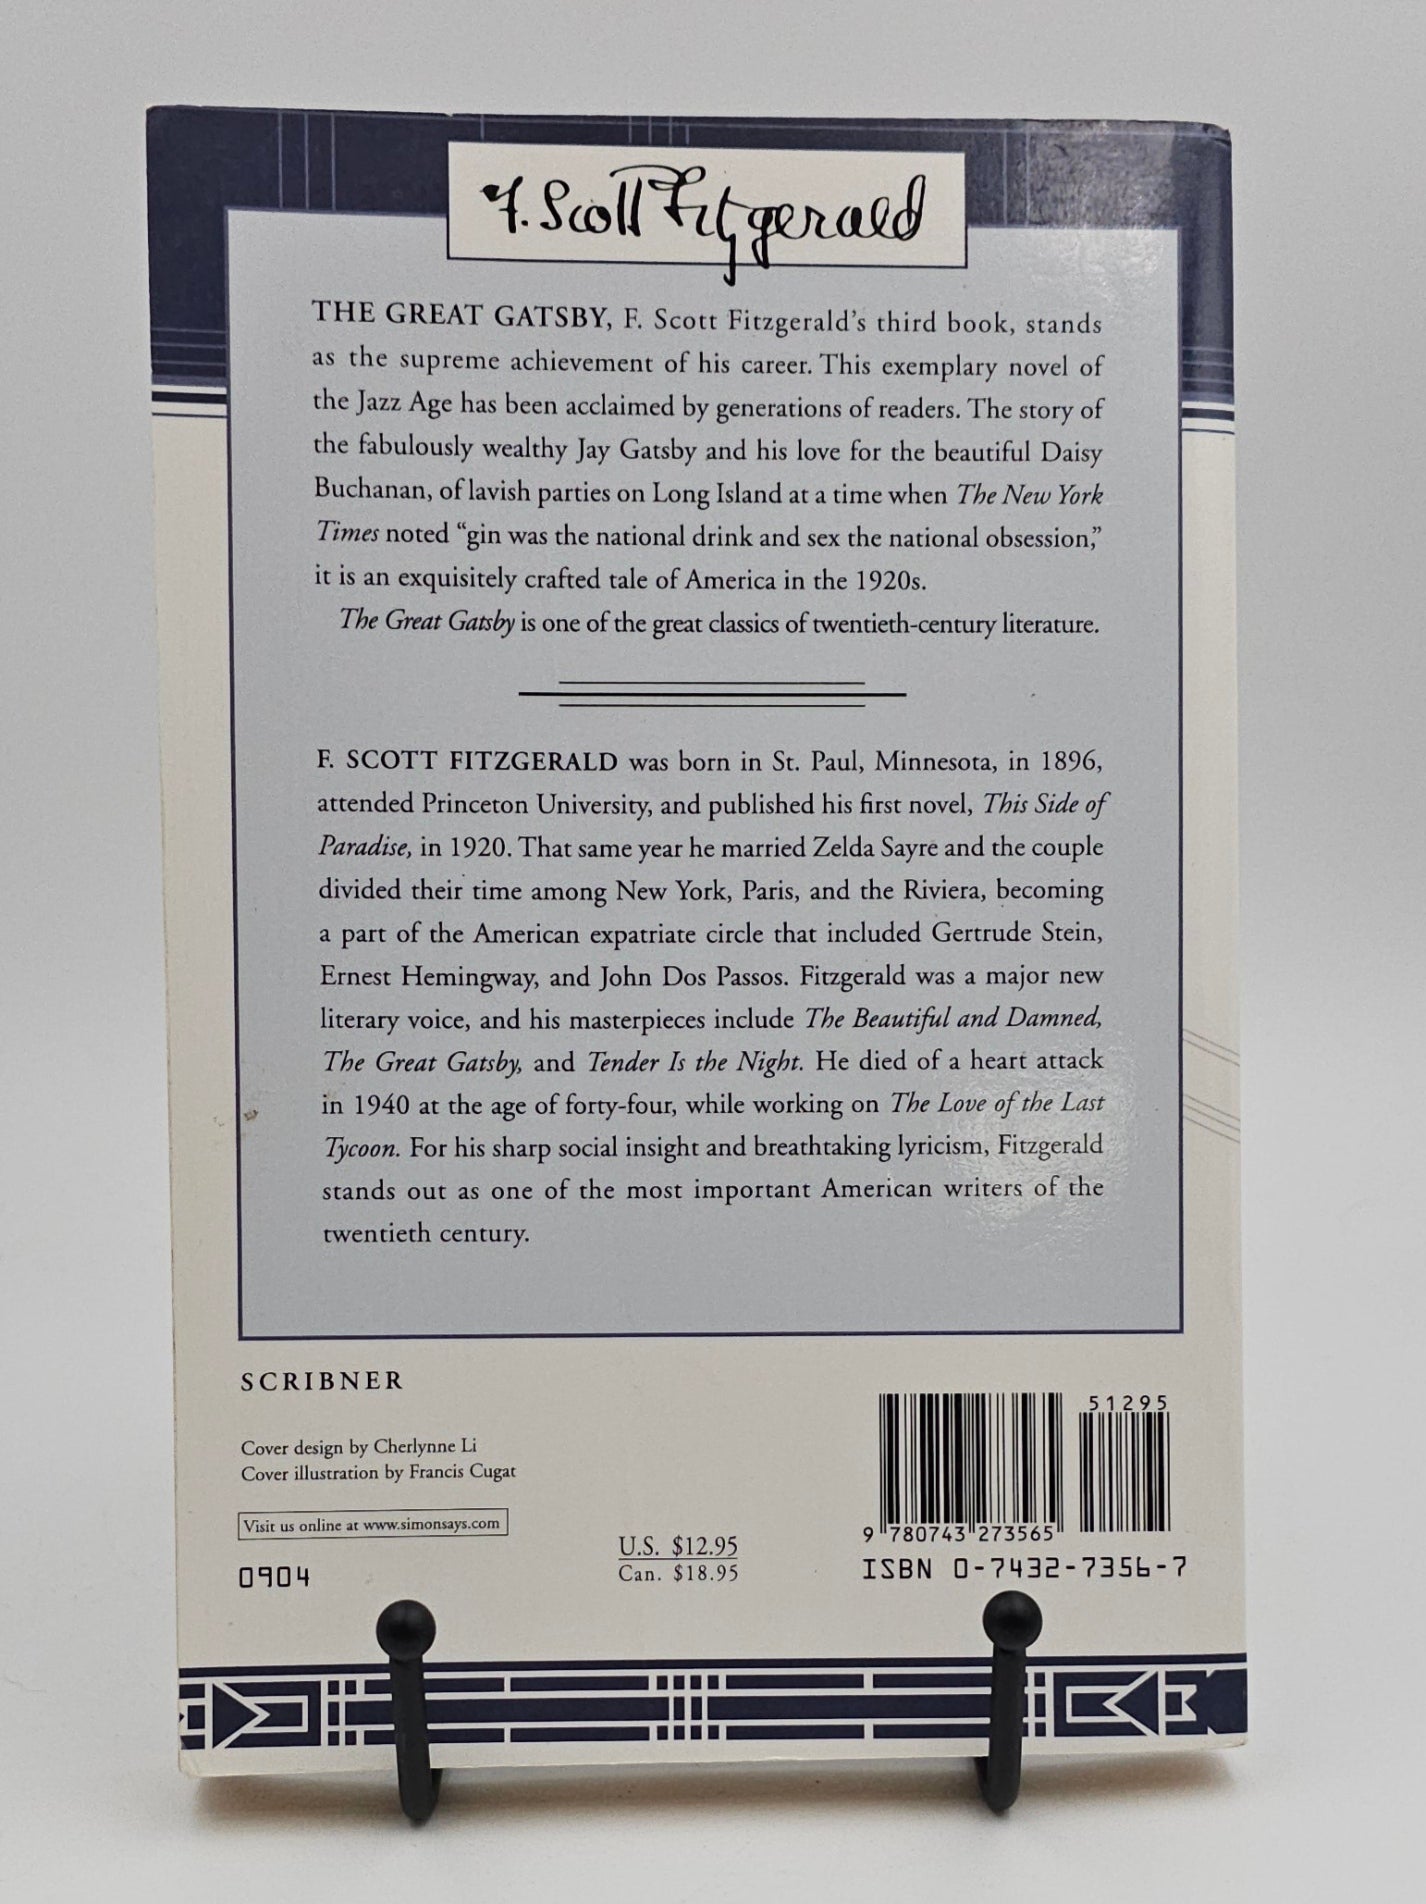 F. Scott Fitzgerald
THE GREAT GATSBY, F. Scott Fitzgerald's third book, stands
as the supreme achievement of his career. This exemplary novel of
the Jazz Age has been acclaimed by generations of readers. The story of
the fabulously wealthy Jay Gatsby and his love for the beautiful Daisy
Buchanan, of lavish parties on Long Island at a time when The New York
Times noted “gin was the national drink and sex the national obsession,”
it is an exquisitely crafted tale of America in the 1920s.
The Great Gatsby is one of the great classics of twentieth-century literature.
F. SCOTT FITZGERALD was born in St. Paul, Minnesota, in 1896,
attended Princeton University, and published his first novel, This Side of
Paradise, in 1920. That same year he married Zelda Sayre and the couple
divided their time among New York, Paris, and the Riviera, becoming
a part of the American expatriate circle that included Gertrude Stein,
Ernest Hemingway, and John Dos Passos. Fitzgerald was a major new
literary voice, and his masterpieces include The Beautiful and Damned,
The Great Gatsby, and Tender Is the Night. He died of a heart attack
in 1940 at the age of forty-four, while working on The Love of the Last
Tycoon. For his sharp social insight and breathtaking lyricism, Fitzgerald
stands out as one of the most important American writers of the
twentieth century.
SCRIBNER
Cover design by Cherlynne Li
Cover illustration by Francis Cugat
Visit us online at www.simonsays.com
0904
U.S. $12.95
Can. $18.95
51295
9 780743 273565
ISBN 0-7432-7356-7